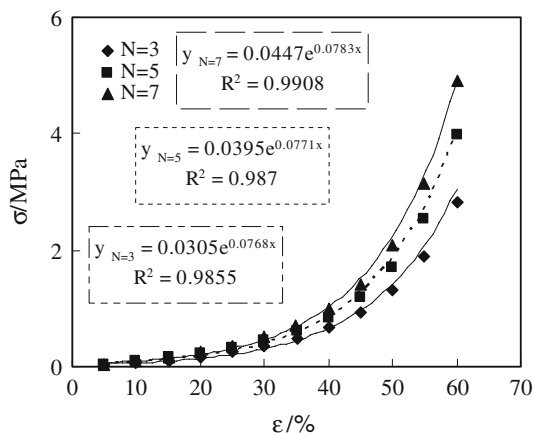 6
4
2
0
σ/MPa
N=3
N=5
N=7
y N=7 = 0.0447e^0.0783x
R² = 0.9908
y N=5 = 0.0395e^0.0771x
R² = 0.987
y N=3 = 0.0305e^0.0768x
R² = 0.9855
0 10 20 30 40 50 60 70
ε/%